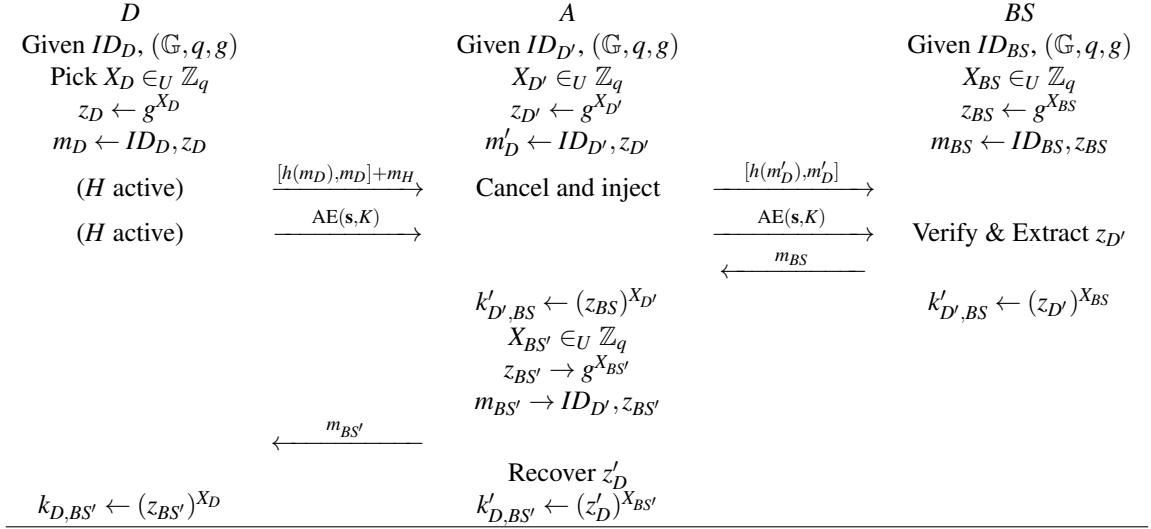 D A BS
Given ID_D, (𝔾,q,g) Given ID_{D′}, (𝔾,q,g) Given ID_{BS}, (𝔾,q,g)
Pick X_D ∈_U ℤ_q X_{D′} ∈_U ℤ_q X_{BS} ∈_U ℤ_q
z_D ← g^{X_D} z_{D′} ← g^{X_{D′}} z_{BS} ← g^{X_{BS}}
m_D ← ID_D, z_D m′_D ← ID_{D′}, z_{D′} m_{BS} ← ID_{BS}, z_{BS}
(H active) [h(m_D),m_D]+m_H → Cancel and inject [h(m′_D),m′_D] →
(H active) AE(s,K) → AE(s,K) → Verify & Extract z_{D′}
← m_{BS}
k′_{D′,BS} ← (z_{BS})^{X_{D′}} k′_{D′,BS} ← (z_{D′})^{X_{BS}}
X_{BS′} ∈_U ℤ_q
z_{BS′} → g^{X_{BS′}}
m_{BS′} → ID_{D′}, z_{BS′}
← m_{BS′}
Recover z′_D
k_{D,BS′} ← (z_{BS′})^{X_D} k′_{D,BS′} ← (z′_D)^{X_{BS′}}